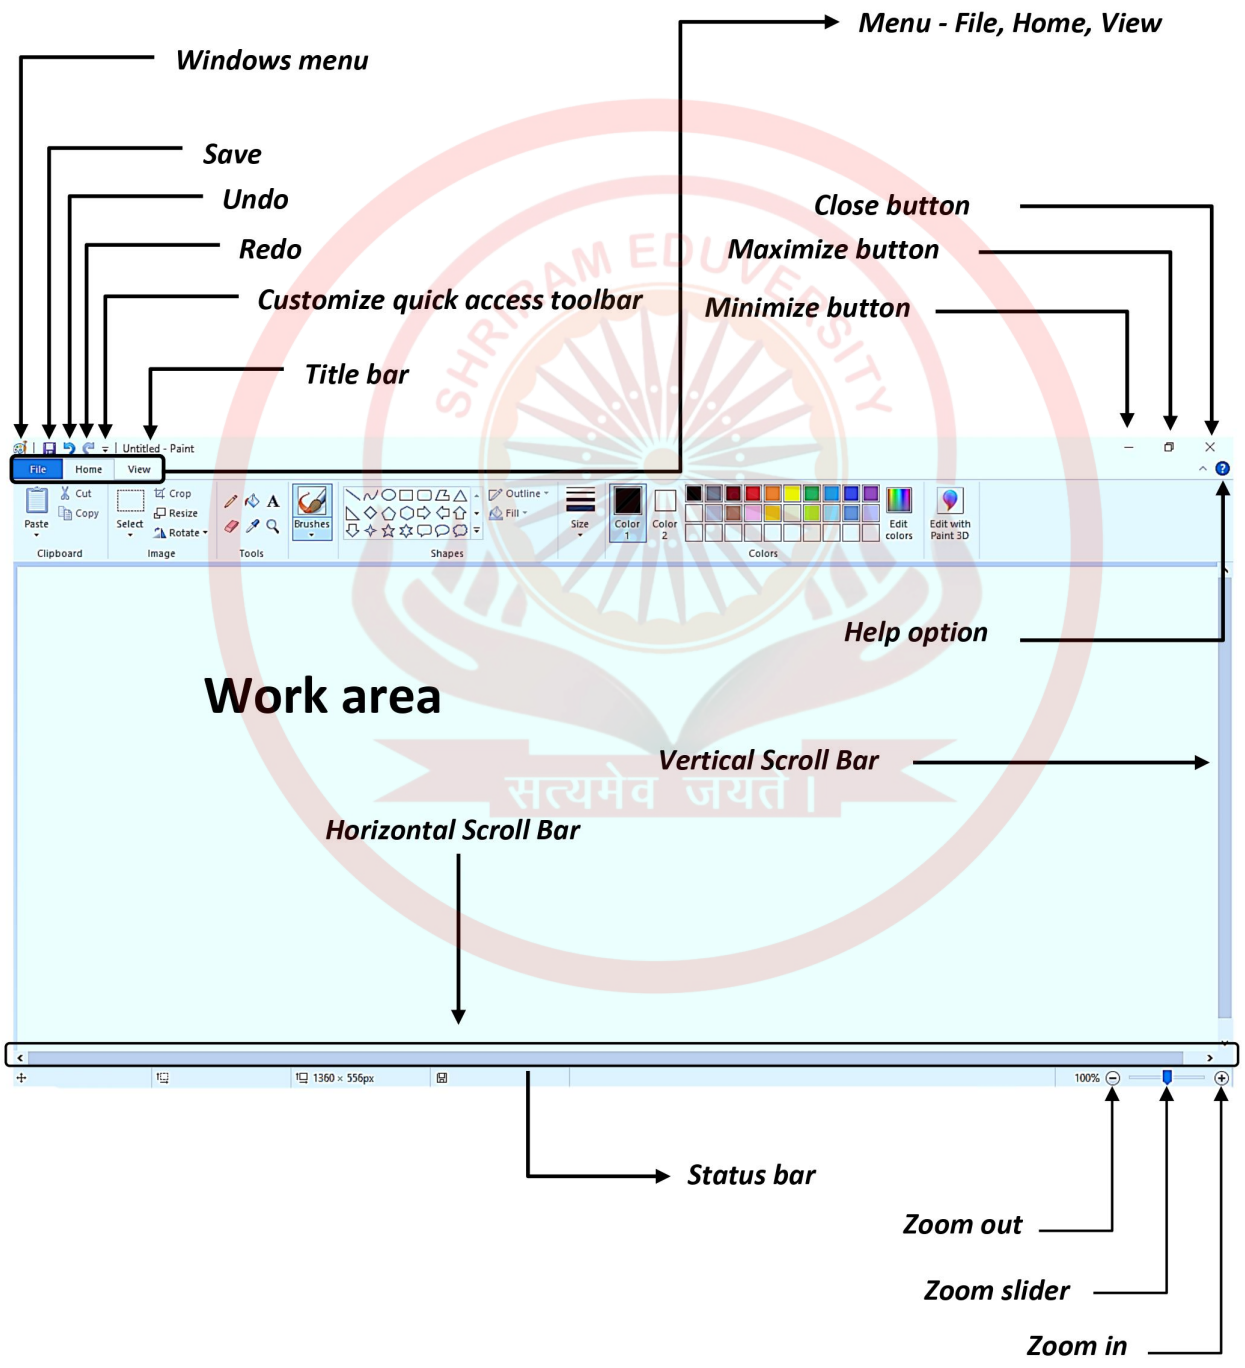 Menu - File, Home, View
Windows menu
Save
Undo
Close button
Redo
Maximize button
Customize quick access toolbar
Minimize button
Title bar
SHRIRAM EDUVERSITY
Untitled - Paint
File Home View
Paste
Cut
Copy
Clipboard
Select
Crop
Resize
Rotate
Image
A
Tools
Brushes
Outline
Fill
Shapes
Size
Color 1
Color 2
Edit colors
Colors
Edit with Paint 3D
Help option
Work area
Vertical Scroll Bar
सत्यमेव जयते |
Horizontal Scroll Bar
1360 × 556px
100%
Status bar
Zoom out
Zoom slider
Zoom in